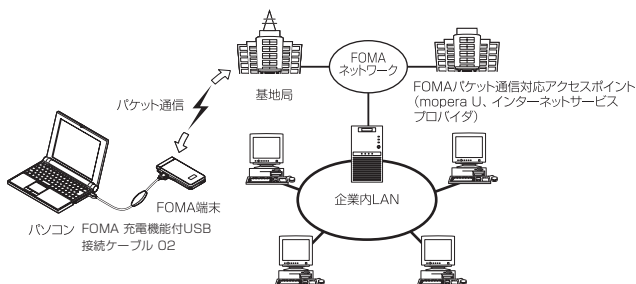 FOMA
ネットワーク
基地局
FOMAパケット通信対応アクセスポイント
（mopera U、インターネットサービス
プロバイダ）
パケット通信
企業内LAN
FOMA端末
パソコン
FOMA 充電機能付USB
接続ケーブル 02